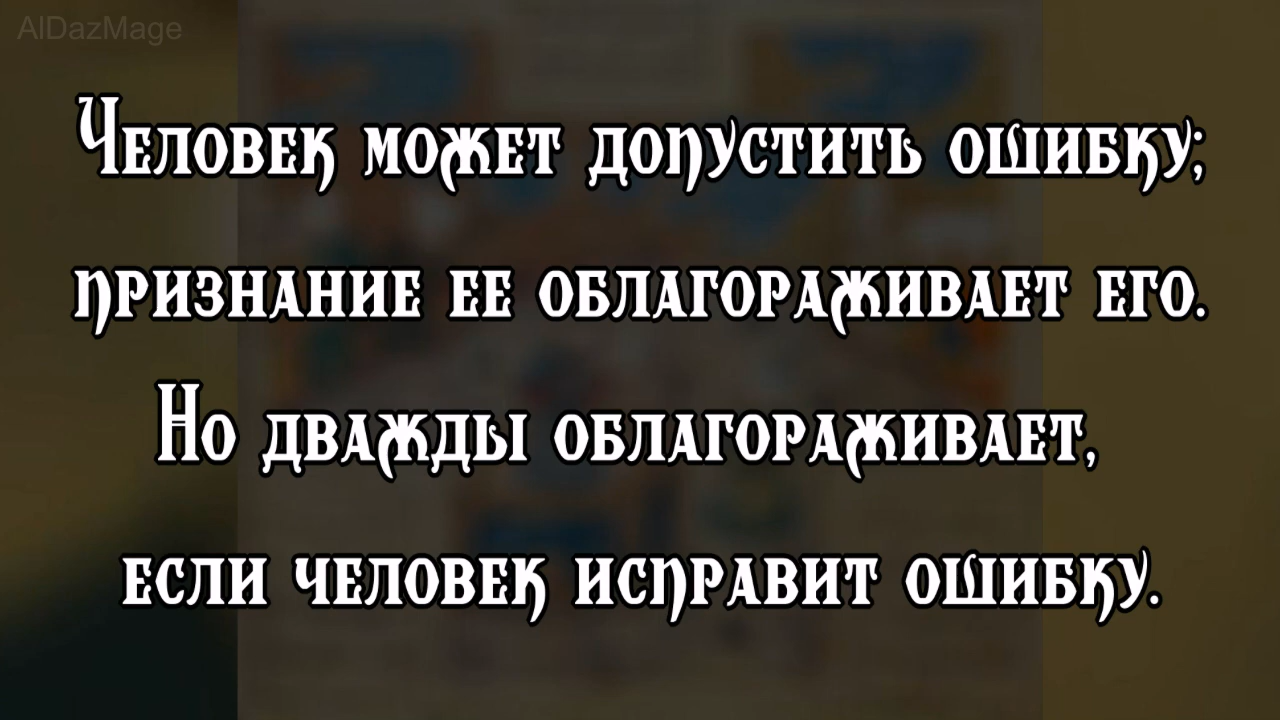 AlDazMage
Человек может допустить ошибку;
признание ее облагораживает его.
Но дважды облагораживает,
если человек исправит ошибку.